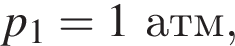 p₁ = 1 атм,